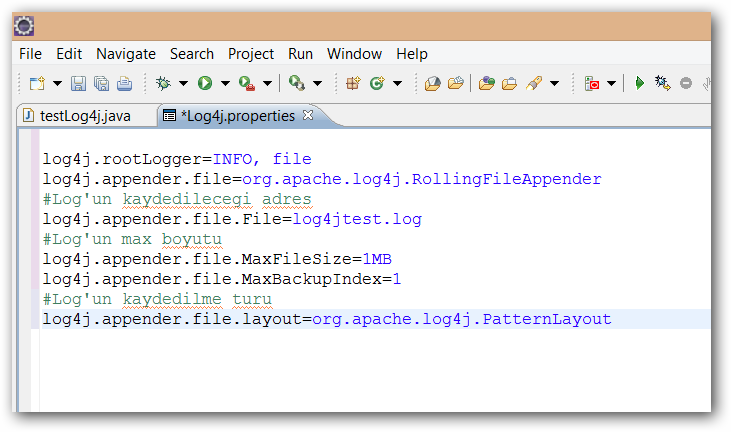 File Edit Navigate Search Project Run Window Help
testLog4j.java *Log4j.properties
log4j.rootLogger=INFO, file
log4j.appender.file=org.apache.log4j.RollingFileAppender
#Log'un kaydedilecegi adres
log4j.appender.file.File=log4jtest.log
#Log'un max boyutu
log4j.appender.file.MaxFileSize=1MB
log4j.appender.file.MaxBackupIndex=1
#Log'un kaydedilme turu
log4j.appender.file.layout=org.apache.log4j.PatternLayout